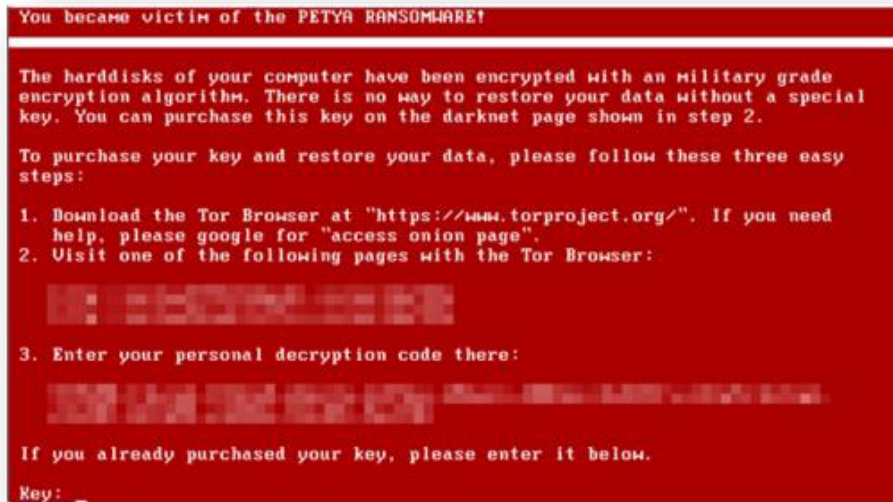 You became victim of the PETYA RANSOMWARE!
The harddisks of your computer have been encrypted with an military grade
encryption algorithm. There is no way to restore your data without a special
key. You can purchase this key on the darknet page shown in step 2.
To purchase your key and restore your data, please follow these three easy
steps:
1. Download the Tor Browser at "https://www.torproject.org/". If you need
help, please google for "access onion page".
2. Visit one of the following pages with the Tor Browser:
3. Enter your personal decryption code there:
If you already purchased your key, please enter it below.
Key: _